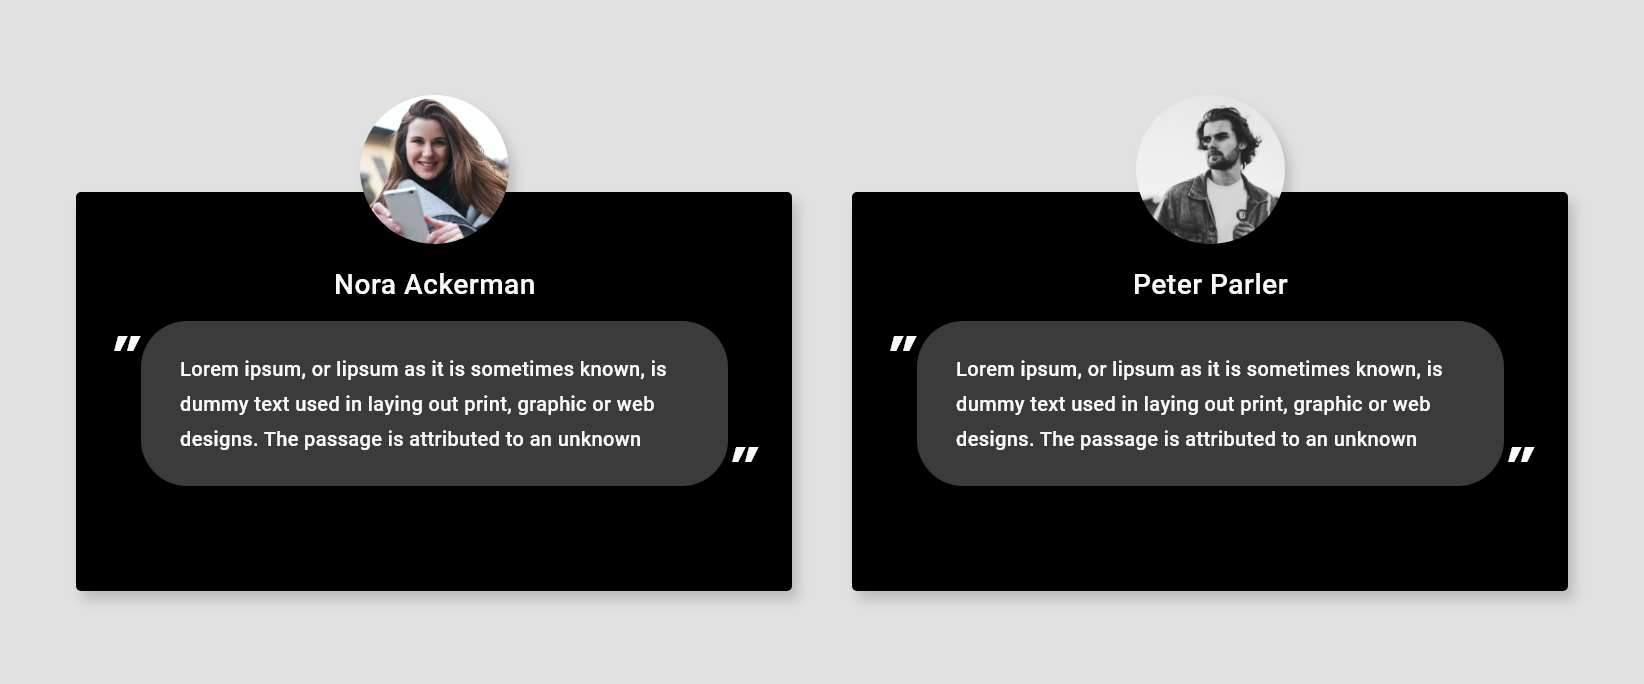 Nora Ackerman
"
Lorem ipsum, or lipsum as it is sometimes known, is
dummy text used in laying out print, graphic or web
designs. The passage is attributed to an unknown
"
Peter Parler
"
Lorem ipsum, or lipsum as it is sometimes known, is
dummy text used in laying out print, graphic or web
designs. The passage is attributed to an unknown
"